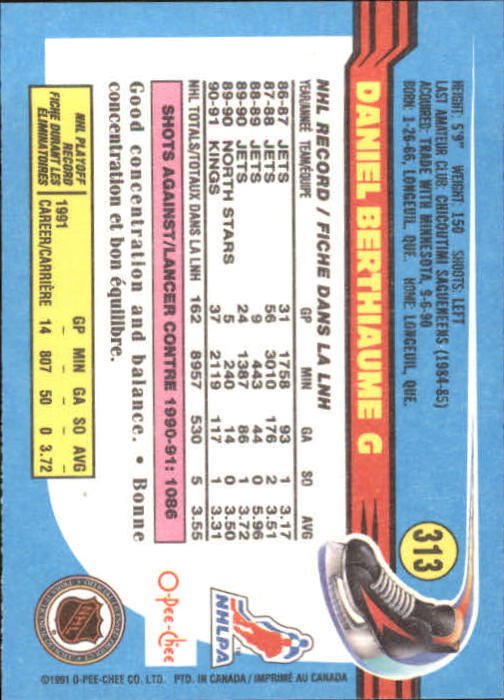 HEIGHT: 5'9" WEIGHT: 150 SHOOTS: LEFT
LAST AMATEUR CLUB: CHICOUTIMI SAGUENEENS (1984-85)
ACQUIRED: TRADE WITH MINNESOTA, 9-6-90
BORN: 1-26-66, LONGEUIL, QUE. HOME: LONGEUIL, QUE.
DANIEL BERTHIAUME G
313
NHL RECORD / FICHE DANS LA LNH
YEAR/ANNÉE TEAM/ÉQUIPE GP MIN GA SO AVG
86-87 JETS 31 1758 93 1 3.17
87-88 JETS 56 3010 176 2 3.51
88-89 JETS 9 443 44 0 5.96
89-90 JETS 24 1387 86 1 3.72
89-90 NORTH STARS 5 240 14 0 3.50
90-91 KINGS 37 2119 117 1 3.31
NHL TOTALS/TOTAUX DANS LA LNH 162 8957 530 5 3.55
SHOTS AGAINST/LANCER CONTRE 1990-91: 1086
Good concentration and balance. • Bonne
concentration et bon équilibre.
NHL PLAYOFF
RECORD
FICHE DURANT LES
ÉLIMINATOIRES
GP MIN GA SO AVG
1991 – – – – –
CAREER/CARRIÈRE 14 807 50 0 3.72
NHLPA
TM
O-Pee-Chee
NHL
©1991 O-PEE-CHEE CO. LTD. PTD. IN CANADA / IMPRIMÉ AU CANADA